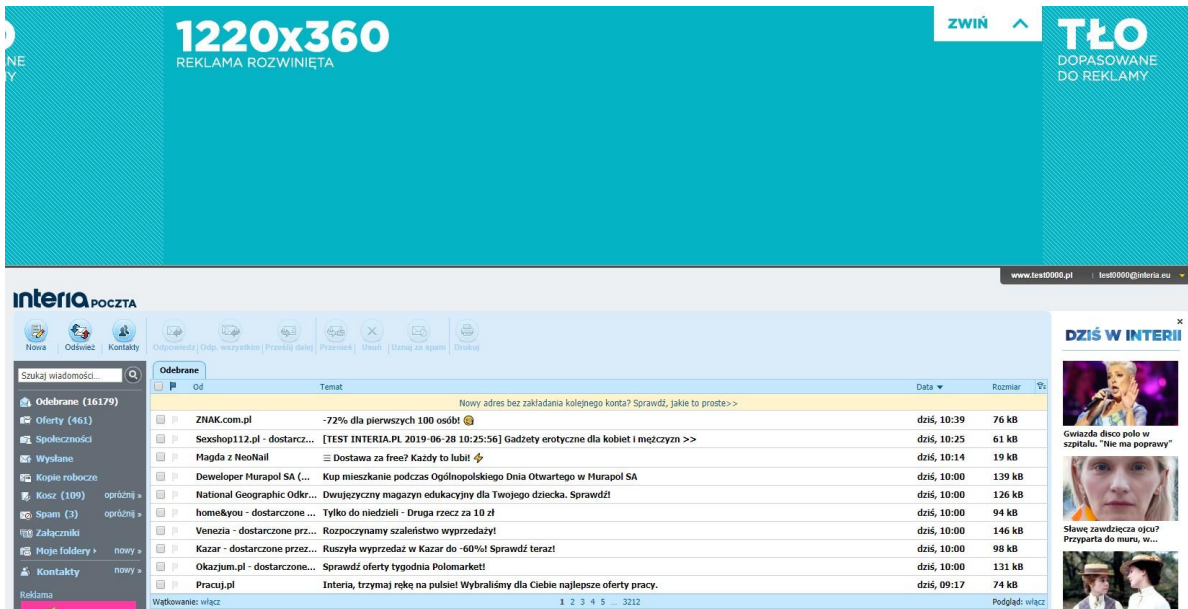 1220x360
REKLAMA ROZWINIĘTA
ZWIŃ
TŁO
DOPASOWANE
DO REKLAMY
NE
Y
www.test0000.pl | test0000@interia.eu
interia POCZTA
Nowa Odśwież Kontakty Odpowiedz Odp. wszystkim Prześlij dalej Przenieś Usuń Uznaj za spam Drukuj
DZIŚ W INTERII
Szukaj wiadomości...
Odebrane
Od Temat Data Rozmiar
Nowy adres bez zakładania kolejnego konta? Sprawdź, jakie to proste>>
ZNAK.com.pl -72% dla pierwszych 100 osób! dziś, 10:39 76 kB
Sexshop112.pl - dostarcz... [TEST INTERIA.PL 2019-06-28 10:25:56] Gadżety erotyczne dla kobiet i mężczyzn >> dziś, 10:25 61 kB
Magda z NeoNail Dostawa za free? Każdy to lubi! dziś, 10:14 19 kB
Deweloper Murapol SA (... Kup mieszkanie podczas Ogólnopolskiego Dnia Otwartego w Murapol SA dziś, 10:00 139 kB
National Geographic Odkr... Dwujęzyczny magazyn edukacyjny dla Twojego dziecka. Sprawdź! dziś, 10:00 126 kB
home&you - dostarczone ... Tylko do niedzieli - Druga rzecz za 10 zł dziś, 10:00 94 kB
Venezia - dostarczone prz... Rozpoczynamy szaleństwo wyprzedaży! dziś, 10:00 146 kB
Kazar - dostarczone przez... Ruszyła wyprzedaż w Kazar do -60%! Sprawdź teraz! dziś, 10:00 98 kB
Okazjum.pl - dostarczone... Sprawdź oferty tygodnia Polomarket! dziś, 10:00 131 kB
Pracuj.pl Interia, trzymaj rękę na pulsie! Wybraliśmy dla Ciebie najlepsze oferty pracy. dziś, 09:17 74 kB
Wątkowanie: włącz 1 2 3 4 5 ... 3212 Podgląd: włącz
Odebrane (16179)
Oferty (461)
Społeczności
Wysłane
Kopie robocze
Kosz (109) opróżnij »
Spam (3) opróżnij »
Załączniki
Moje foldery nowy »
Kontakty nowy »
Reklama
Gwiazda disco polo w
szpitalu. "Nie ma poprawy"
Sławę zawdzięcza ojcu?
Przyparta do muru, w...